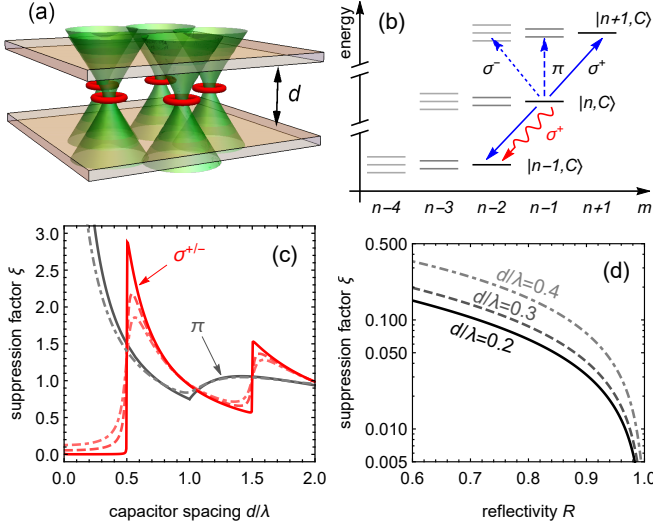 (a)
d
(b)
energy
|n+1,C⟩
σ⁻
π
σ⁺
|n,C⟩
σ⁺
|n−1,C⟩
n−4
n−3
n−2
n−1
n+1
m
(c)
suppression factor ξ
3.0
2.5
2.0
1.5
1.0
0.5
0.0
σ⁺/⁻
π
0.0
0.5
1.0
1.5
2.0
capacitor spacing d/λ
(d)
suppression factor ξ
0.500
0.100
0.050
0.010
0.005
d/λ=0.4
d/λ=0.3
d/λ=0.2
0.6
0.7
0.8
0.9
1.0
reflectivity R